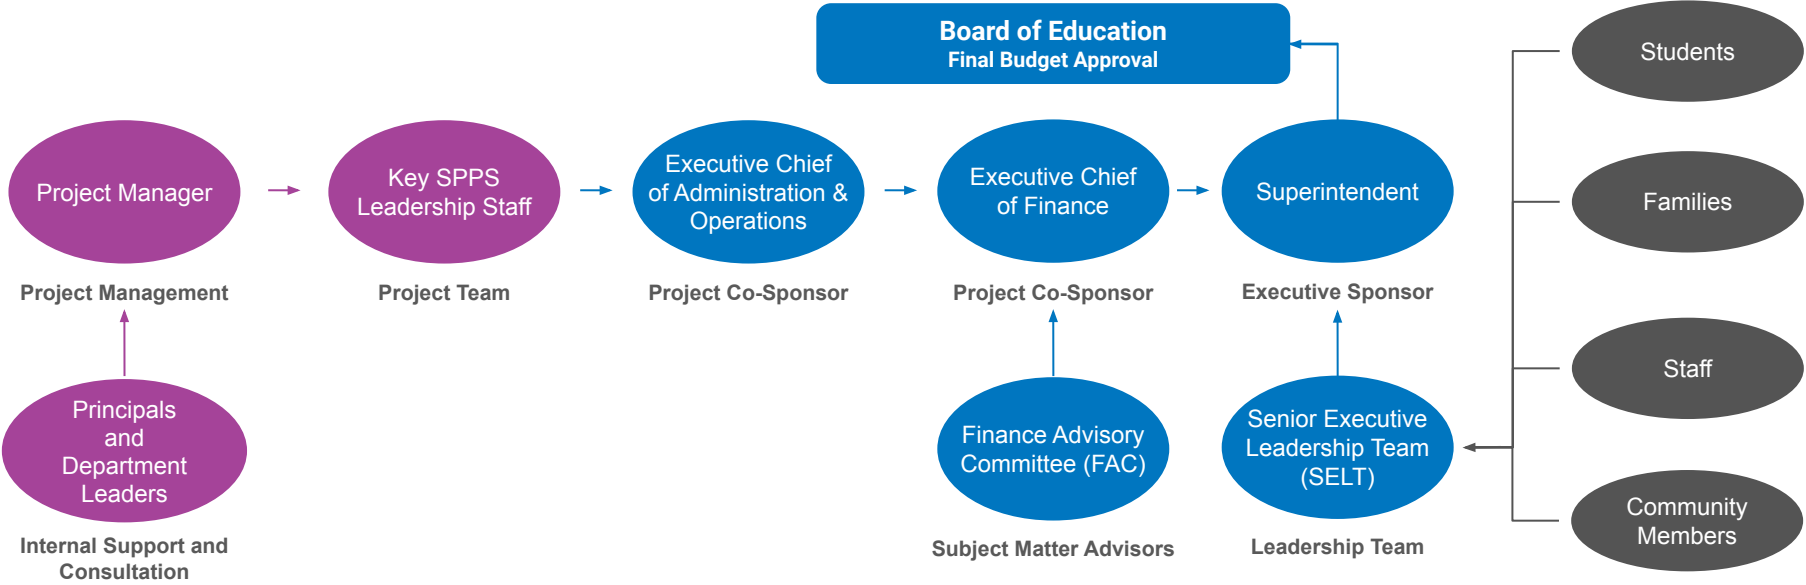 Board of Education
Final Budget Approval
Project Manager
Project Management
Key SPPS
Leadership Staff
Project Team
Executive Chief
of Administration &
Operations
Project Co-Sponsor
Executive Chief
of Finance
Project Co-Sponsor
Superintendent
Executive Sponsor
Principals
and
Department
Leaders
Internal Support and
Consultation
Finance Advisory
Committee (FAC)
Subject Matter Advisors
Senior Executive
Leadership Team
(SELT)
Leadership Team
Students
Families
Staff
Community
Members